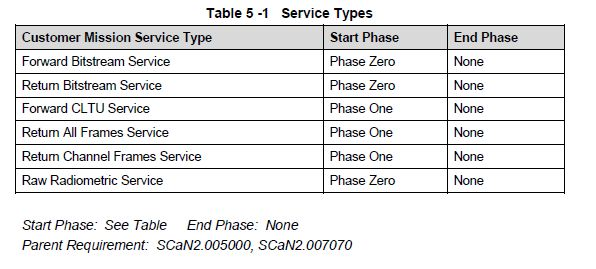 Table 5 -1 Service Types
Customer Mission Service Type Start Phase End Phase
Forward Bitstream Service Phase Zero None
Return Bitstream Service Phase Zero None
Forward CLTU Service Phase One None
Return All Frames Service Phase One None
Return Channel Frames Service Phase One None
Raw Radiometric Service Phase Zero None
Start Phase: See Table End Phase: None
Parent Requirement: SCaN2.005000, SCaN2.007070